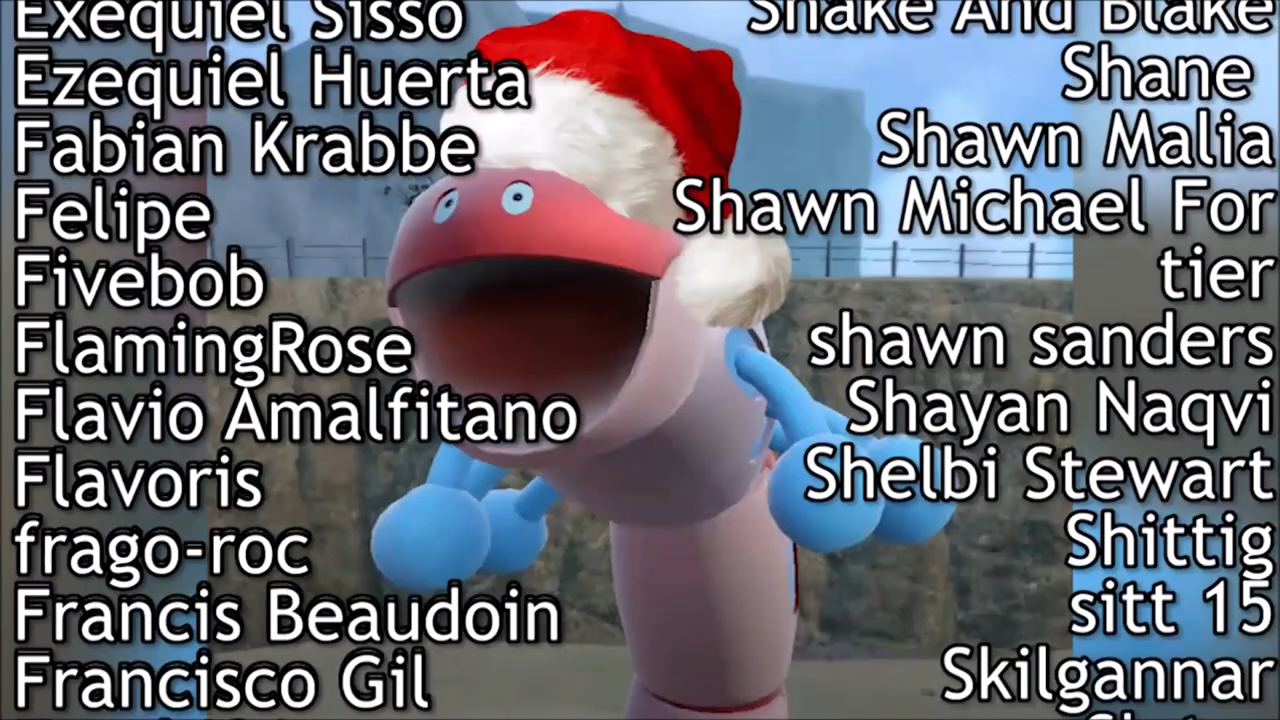 Exequiel Sisso
Ezequiel Huerta
Fabian Krabbe
Felipe
Fivebob
FlamingRose
Flavio Amalfitano
Flavoris
frago-roc
Francis Beaudoin
Francisco Gil
Shake And Blake
Shane
Shawn Malia
Shawn Michael For
tier
shawn sanders
Shayan Naqvi
Shelbi Stewart
Shittig
sitt 15
Skilgannar